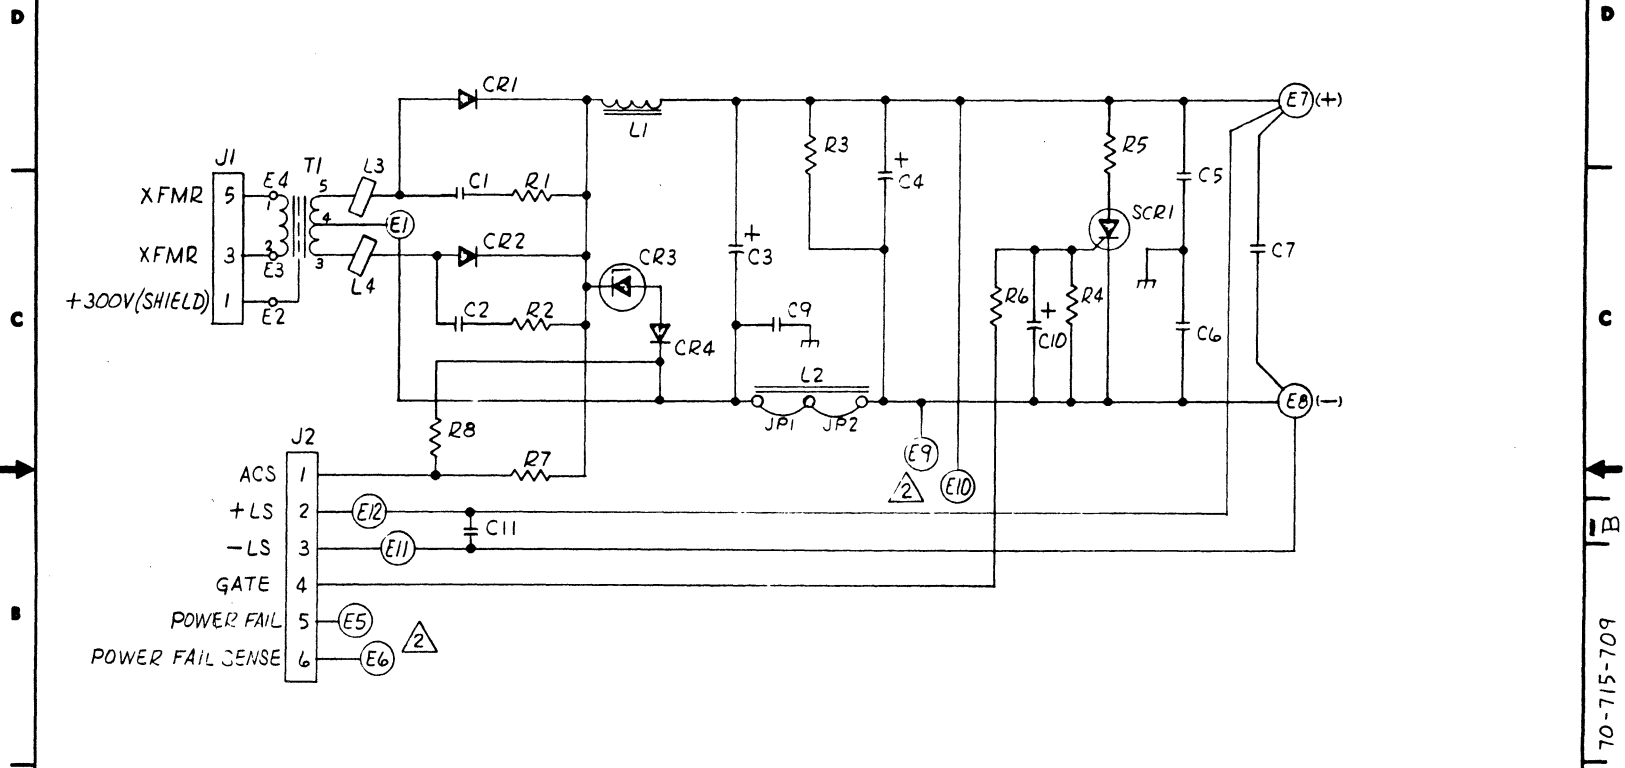 D
D
CR1
E7 (+)
L1
J1
T1
L3
R3
+
C4
R5
C5
XFMR
5
E4
1
5
C1
R1
4
E1
SCR1
XFMR
3
2
E3
3
L4
CR2
CR3
+
C3
C7
+300V(SHIELD)
1
E2
C2
R2
C9
R6
+
C10
R4
C6
C
C
CR4
L2
JP1
JP2
E8 (-)
R8
E9
2
E10
J2
ACS
1
R7
+LS
2
E12
C11
-LS
3
E11
GATE
4
POWER FAIL
5
E5
2
POWER FAIL SENSE
6
E6
B
B
70-715-709